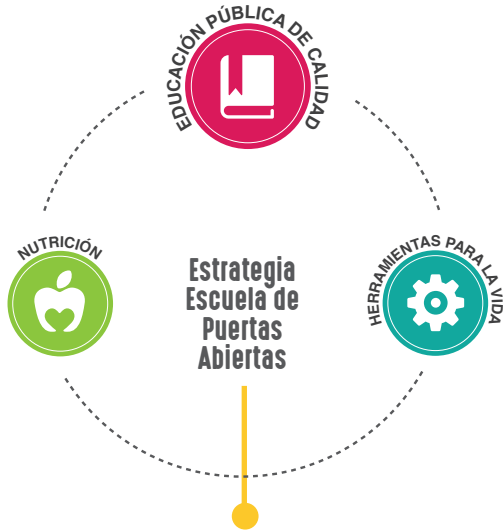 EDUCACIÓN PÚBLICA DE CALIDAD
NUTRICIÓN
HERRAMIENTAS PARA LA VIDA
Estrategia
Escuela de
Puertas
Abiertas